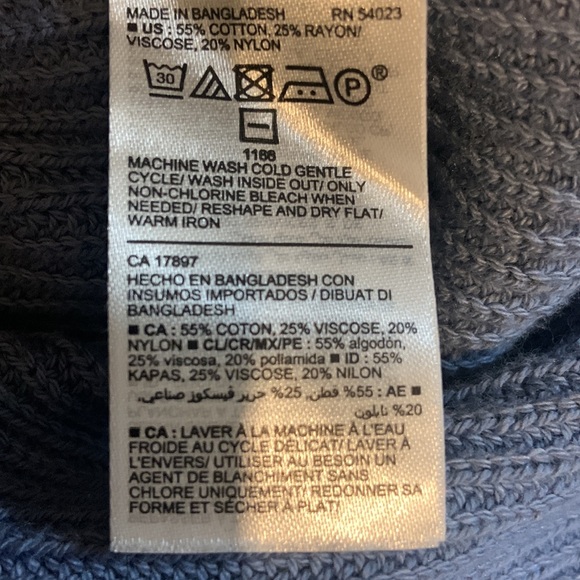 MADE IN BANGLADESH RN 54023
■ US : 55% COTTON, 25% RAYON/
VISCOSE, 20% NYLON
30 P®
1166
MACHINE WASH COLD GENTLE
CYCLE/ WASH INSIDE OUT/ ONLY
NON-CHLORINE BLEACH WHEN
NEEDED/ RESHAPE AND DRY FLAT/
WARM IRON
CA 17897
HECHO EN BANGLADESH CON
INSUMOS IMPORTADOS / DIBUAT DI
BANGLADESH
■ CA : 55% COTON, 25% VISCOSE, 20%
NYLON ■ CL/CR/MX/PE : 55% algodón,
25% viscosa, 20% poliamida ■ ID : 55%
KAPAS, 25% VISCOSE, 20% NILON
■ AE : 55% قطن, 25% حرير ڤيسكوز صناعي,
20% نايلون
■ CA : LAVER À LA MACHINE À L'EAU
FROIDE AU CYCLE DÉLICAT/ LAVER À
L'ENVERS/ UTILISER AU BESOIN UN
AGENT DE BLANCHIMENT SANS
CHLORE UNIQUEMENT/ REDONNER SA
FORME ET SÉCHER À PLAT/